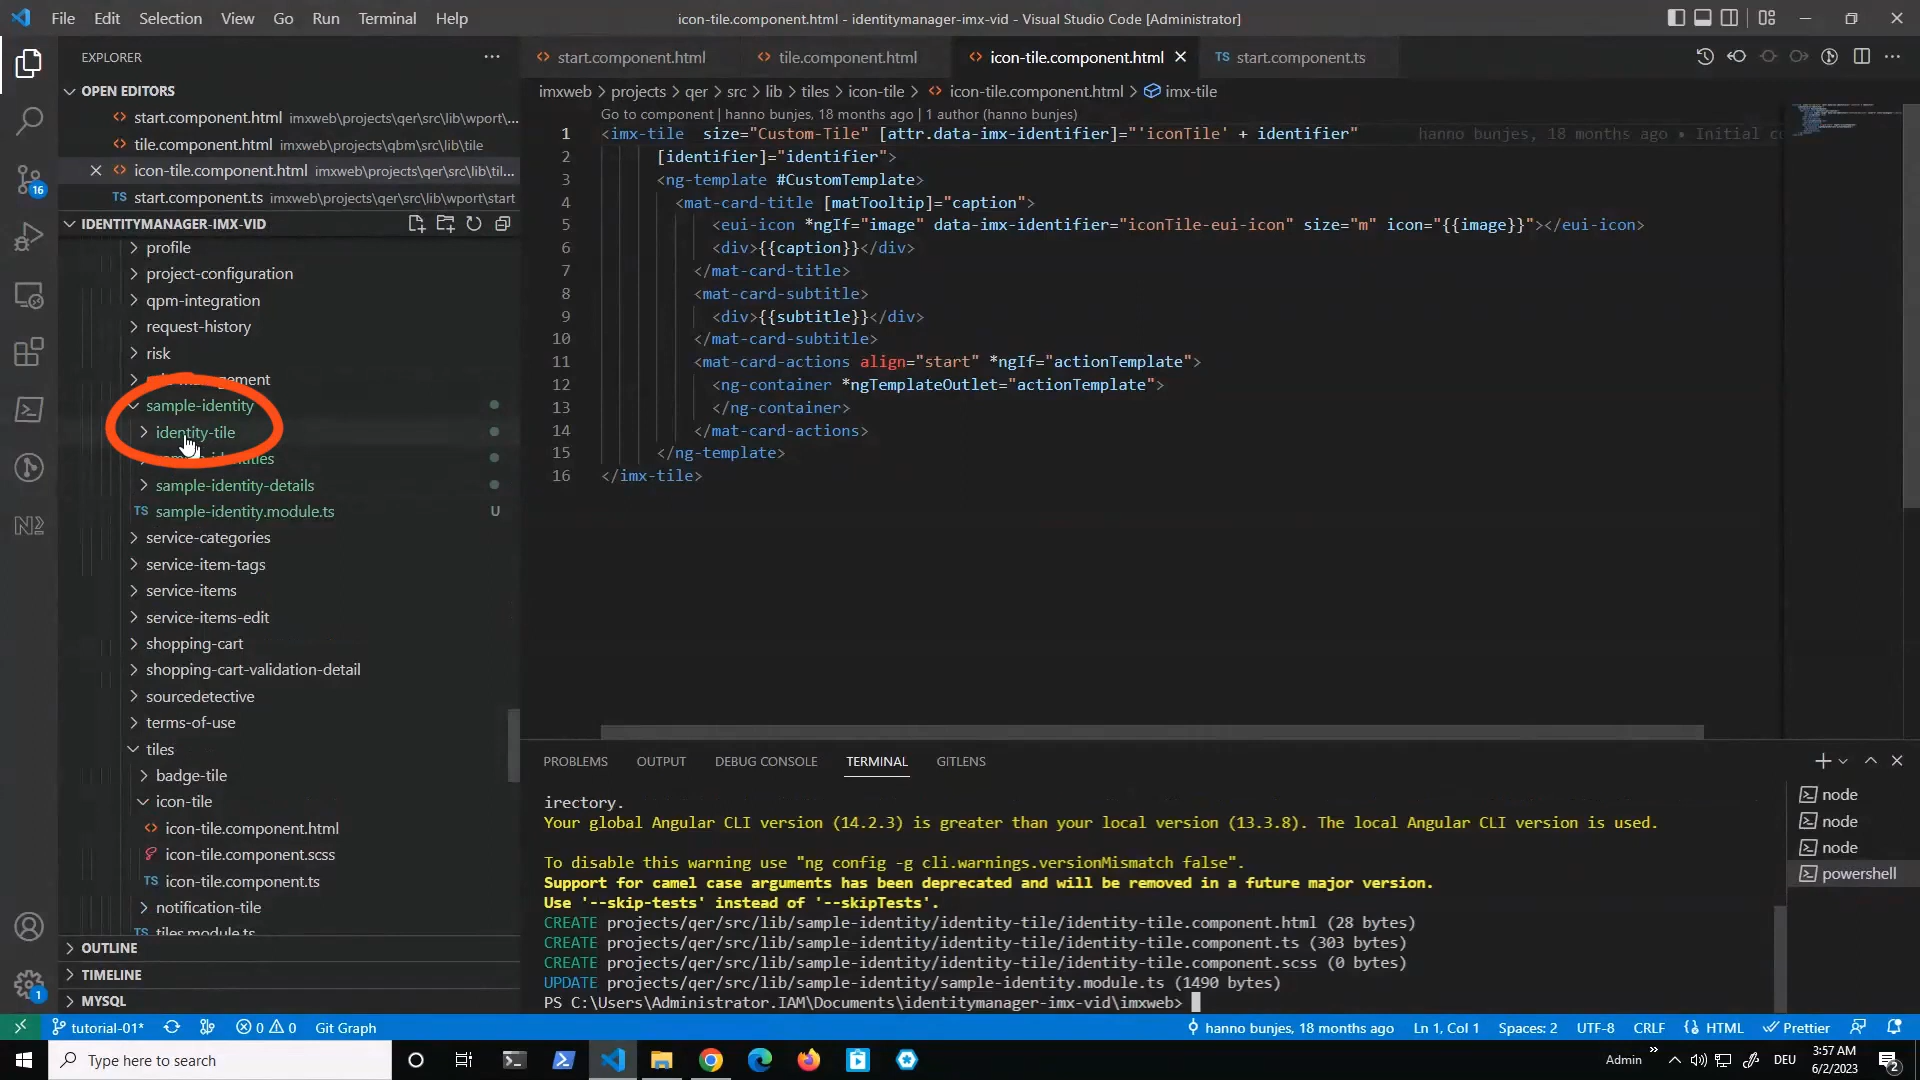 File Edit Selection View Go Run Terminal Help
icon-tile.component.html - identitymanager-imx-vid - Visual Studio Code [Administrator]
EXPLORER
OPEN EDITORS
start.component.html imxweb\projects\qer\src\lib\wport\...
tile.component.html imxweb\projects\qbm\src\lib\tile
icon-tile.component.html imxweb\projects\qer\src\lib\til...
TS start.component.ts imxweb\projects\qer\src\lib\wport\start
IDENTITYMANAGER-IMX-VID
profile
project-configuration
qpm-integration
request-history
risk
sample-identity
identity-tile
sample-identity-details
TS sample-identity.module.ts U
service-categories
service-item-tags
service-items
service-items-edit
shopping-cart
shopping-cart-validation-detail
sourcedetective
terms-of-use
tiles
badge-tile
icon-tile
icon-tile.component.html
icon-tile.component.scss
TS icon-tile.component.ts
notification-tile
TS tiles.module.ts
OUTLINE
TIMELINE
MYSQL
16
1
start.component.html
tile.component.html
icon-tile.component.html
TS start.component.ts
imxweb > projects > qer > src > lib > tiles > icon-tile > icon-tile.component.html > imx-tile
Go to component | hanno bunjes, 18 months ago | 1 author (hanno bunjes)
1 <imx-tile  size="Custom-Tile" [attr.data-imx-identifier]="'iconTile' + identifier" hanno bunjes, 18 months ago • Initial co
2 [identifier]="identifier">
3 <ng-template #CustomTemplate>
4 <mat-card-title [matTooltip]="caption">
5 <eui-icon *ngIf="image" data-imx-identifier="iconTile-eui-icon" size="m" icon="{{image}}"></eui-icon>
6 <div>{{caption}}</div>
7 </mat-card-title>
8 <mat-card-subtitle>
9 <div>{{subtitle}}</div>
10 </mat-card-subtitle>
11 <mat-card-actions align="start" *ngIf="actionTemplate">
12 <ng-container *ngTemplateOutlet="actionTemplate">
13 </ng-container>
14 </mat-card-actions>
15 </ng-template>
16 </imx-tile>
PROBLEMS OUTPUT DEBUG CONSOLE TERMINAL GITLENS
irectory.
Your global Angular CLI version (14.2.3) is greater than your local version (13.3.8). The local Angular CLI version is used.
To disable this warning use "ng config -g cli.warnings.versionMismatch false".
Support for camel case arguments has been deprecated and will be removed in a future major version.
Use '--skip-tests' instead of '--skipTests'.
CREATE projects/qer/src/lib/sample-identity/identity-tile/identity-tile.component.html (28 bytes)
CREATE projects/qer/src/lib/sample-identity/identity-tile/identity-tile.component.ts (303 bytes)
CREATE projects/qer/src/lib/sample-identity/identity-tile/identity-tile.component.scss (0 bytes)
UPDATE projects/qer/src/lib/sample-identity/sample-identity.module.ts (1490 bytes)
PS C:\Users\Administrator.IAM\Documents\identitymanager-imx-vid\imxweb>
node
node
node
powershell
tutorial-01* 0 0 Git Graph
hanno bunjes, 18 months ago Ln 1, Col 1 Spaces: 2 UTF-8 CRLF HTML Prettier
Type here to search
Admin DEU
3:57 AM
6/2/2023
2